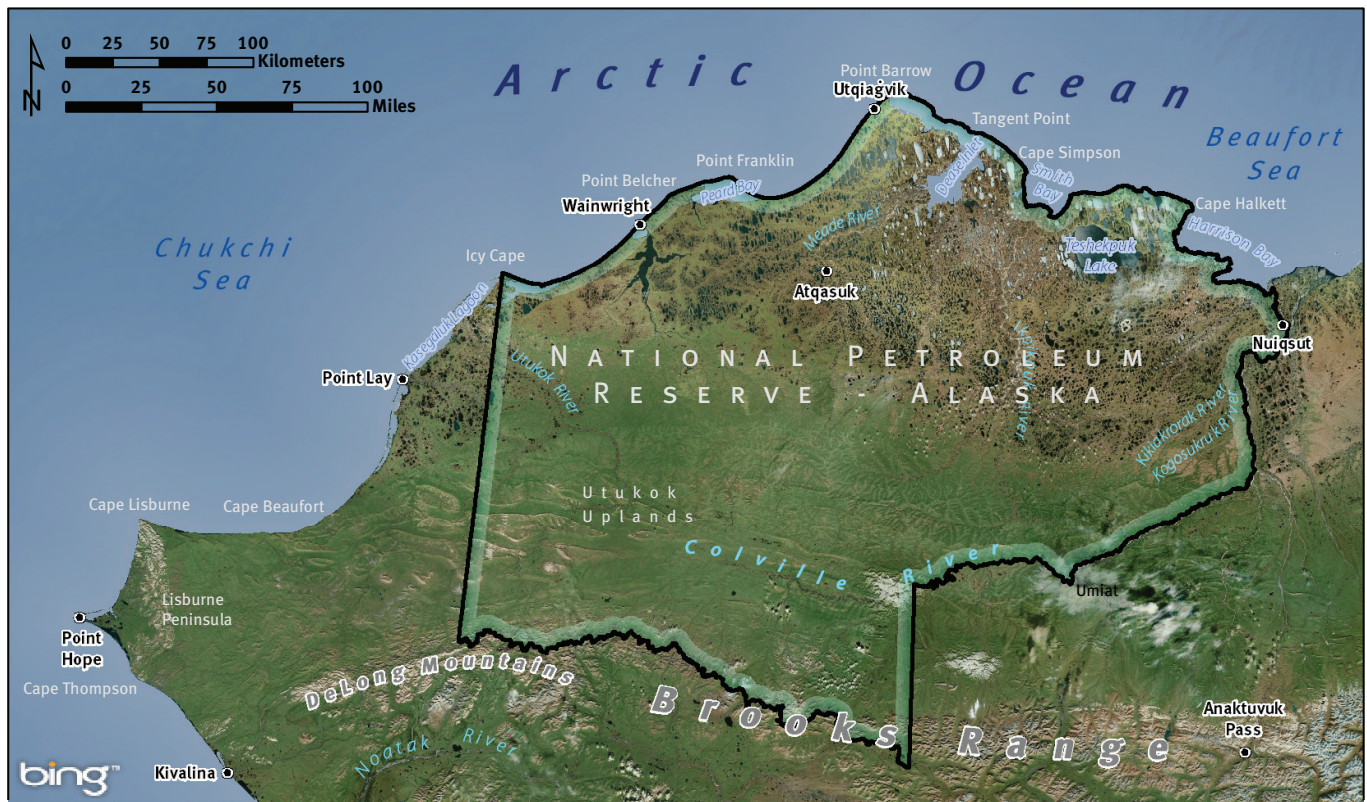 0 25 50 75 100
Kilometers
0 25 50 75 100
Miles
N
Arctic Ocean
Point Barrow
Utqiaġvik
Tangent Point
Beaufort
Sea
Dease Inlet
Cape Simpson
Smith
Bay
Point Franklin
Point Belcher
Peard Bay
Wainwright
Cape Halkett
Harrison Bay
Meade River
Teshekpuk
Lake
Chukchi
Sea
Icy Cape
Atqasuk
Kasegaluk Lagoon
Nuiqsut
Point Lay
Utukok River
National Petroleum
Reserve - Alaska
Ikpikpuk River
Kikiakrorak River
Kogosukruk River
Utukok
Uplands
Cape Lisburne
Cape Beaufort
Colville River
Umiat
Lisburne
Peninsula
Point
Hope
Cape Thompson
DeLong Mountains
Brooks Range
Anaktuvuk
Pass
Noatak River
Kivalina
bing™